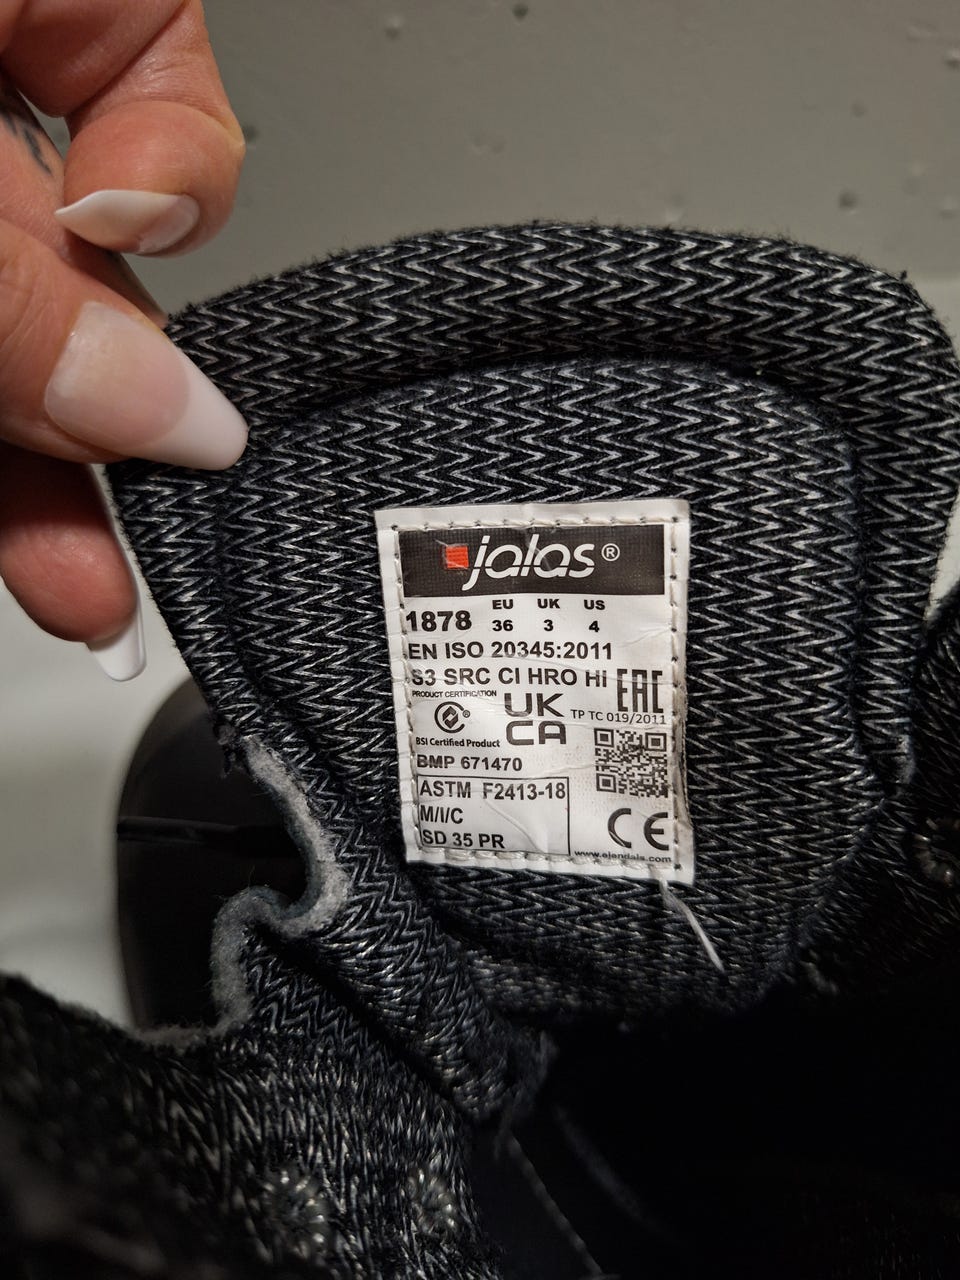 jalas®
EU UK US
1878 36 3 4
EN ISO 20345:2011
S3 SRC CI HRO HI
EAC
PRODUCT CERTIFICATION
UK
CA
TP TC 019/2011
BSI Certified Product
BMP 671470
ASTM F2413-18
M/I/C
SD 35 PR
CE
www.ejendals.com